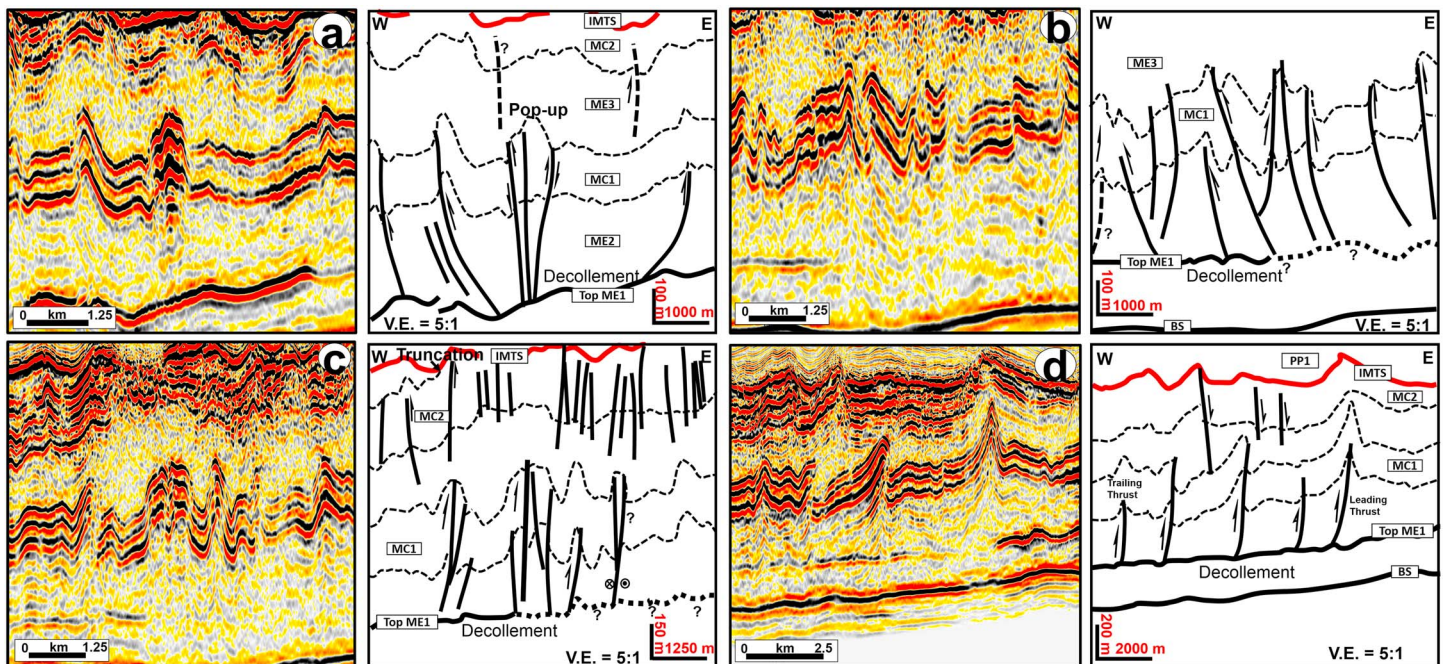 a
0 km 1.25
W E
IMTS
MC2
?
ME3
Pop-up
MC1
ME2
Decollement
Top ME1
100 m
1000 m
V.E. = 5:1
b
0 km 1.25
W E
ME3
MC1
?
Top ME1
Decollement
? ? ?
100 m
1000 m
BS
V.E. = 5:1
c
0 km 1.25
W Truncation IMTS E
MC2
?
MC1
Top ME1
Decollement
? ? ?
150 m
1250 m
V.E. = 5:1
d
0 km 2.5
W E
PP1
IMTS
MC2
MC1
Trailing
Thrust
Leading
Thrust
Top ME1
Decollement
BS
200 m
2000 m
V.E. = 5:1